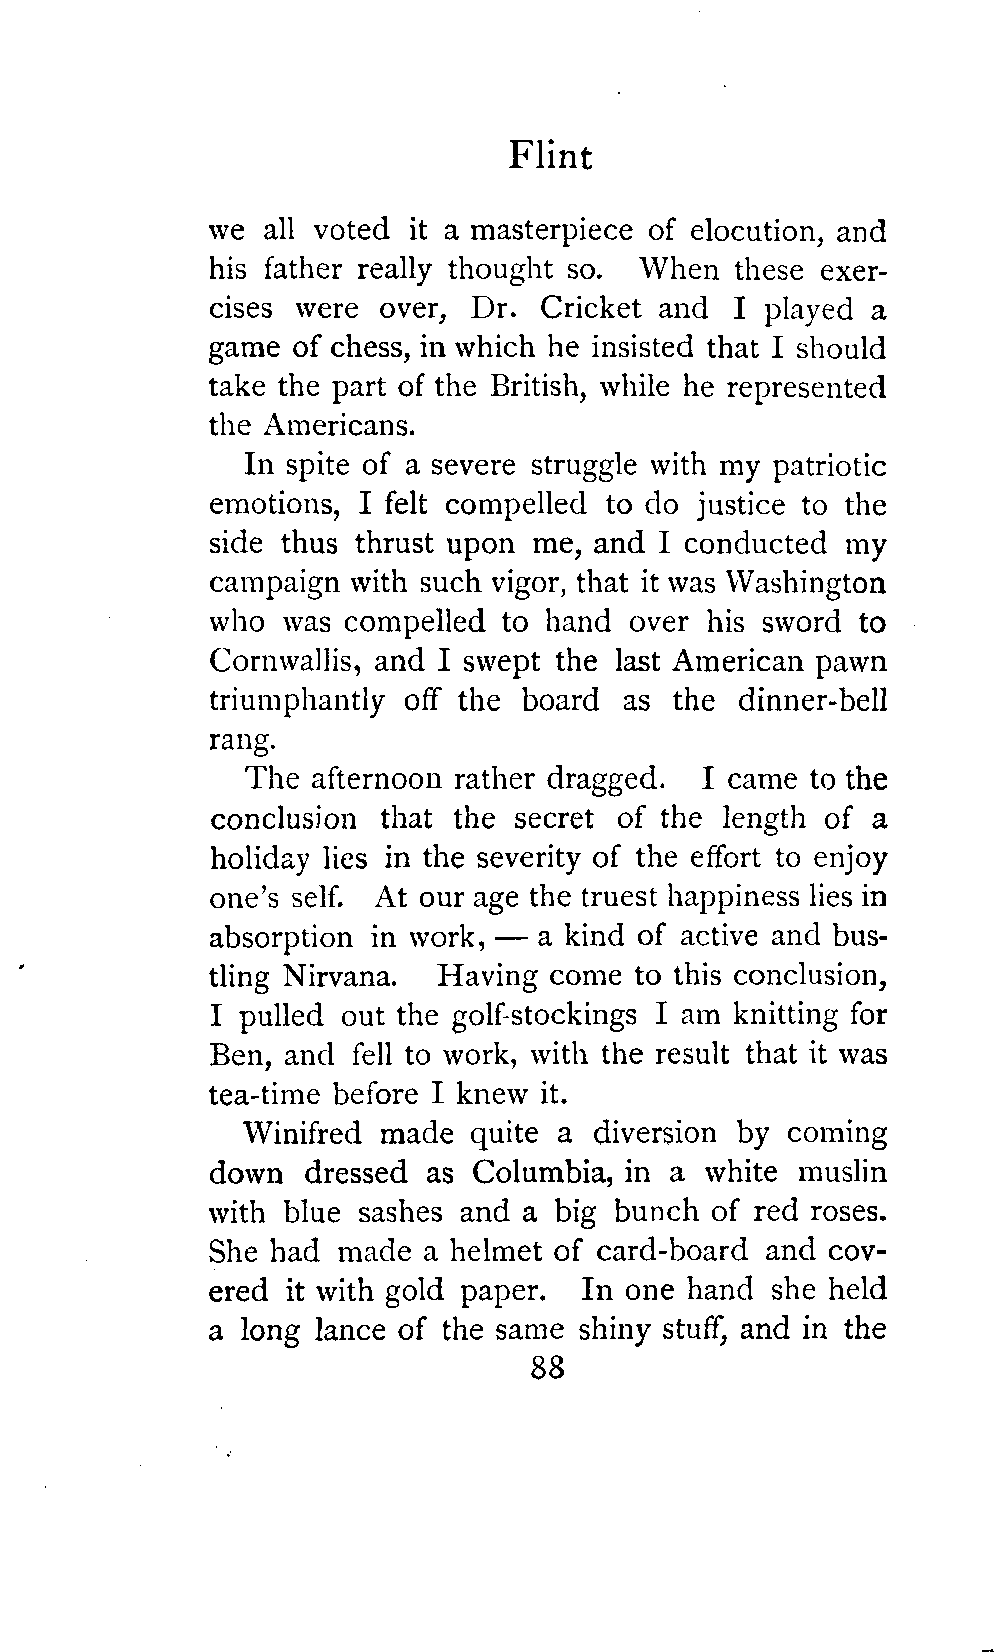 Flint
we all voted it a masterpiece of elocution, and
his father really thought so. When these exer-
cises were over, Dr. Cricket and I played a
game of chess, in which he insisted that I should
take the part of the British, while he represented
the Americans.
In spite of a severe struggle with my patriotic
emotions, I felt compelled to do justice to the
side thus thrust upon me, and I conducted my
campaign with such vigor, that it was Washington
who was compelled to hand over his sword to
Cornwallis, and I swept the last American pawn
triumphantly off the board as the dinner-bell
rang.
The afternoon rather dragged. I came to the
conclusion that the secret of the length of a
holiday lies in the severity of the effort to enjoy
one's self. At our age the truest happiness lies in
absorption in work, — a kind of active and bus-
tling Nirvana. Having come to this conclusion,
I pulled out the golf-stockings I am knitting for
Ben, and fell to work, with the result that it was
tea-time before I knew it.
Winifred made quite a diversion by coming
down dressed as Columbia, in a white muslin
with blue sashes and a big bunch of red roses.
She had made a helmet of card-board and cov-
ered it with gold paper. In one hand she held
a long lance of the same shiny stuff, and in the
88